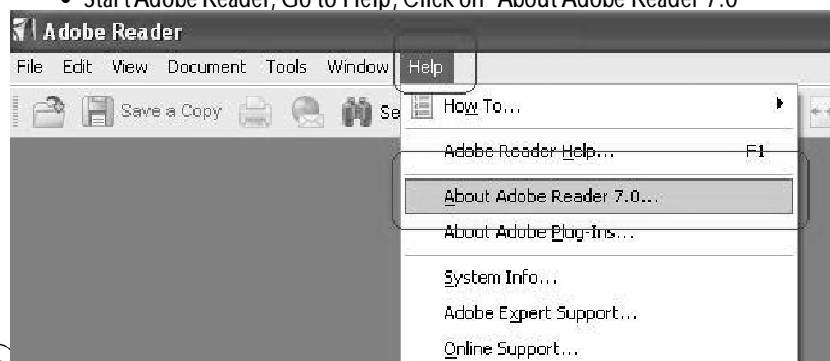 • Start Adobe Reader, Go to Help, Click on "About Adobe Reader 7.0"
Adobe Reader
File Edit View Document Tools Window Help
Save a Copy Se
How To...
Adobe Reader Help... F1
About Adobe Reader 7.0...
About Adobe Plug-Ins...
System Info...
Adobe Expert Support...
Online Support...